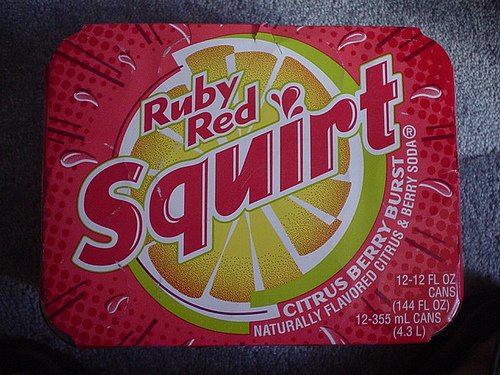 Ruby
Red
Squirt
CITRUS BERRY BURST
NATURALLY FLAVORED CITRUS & BERRY SODA®
12-12 FL OZ
CANS
(144 FL OZ)
12-355 mL CANS
(4.3 L)